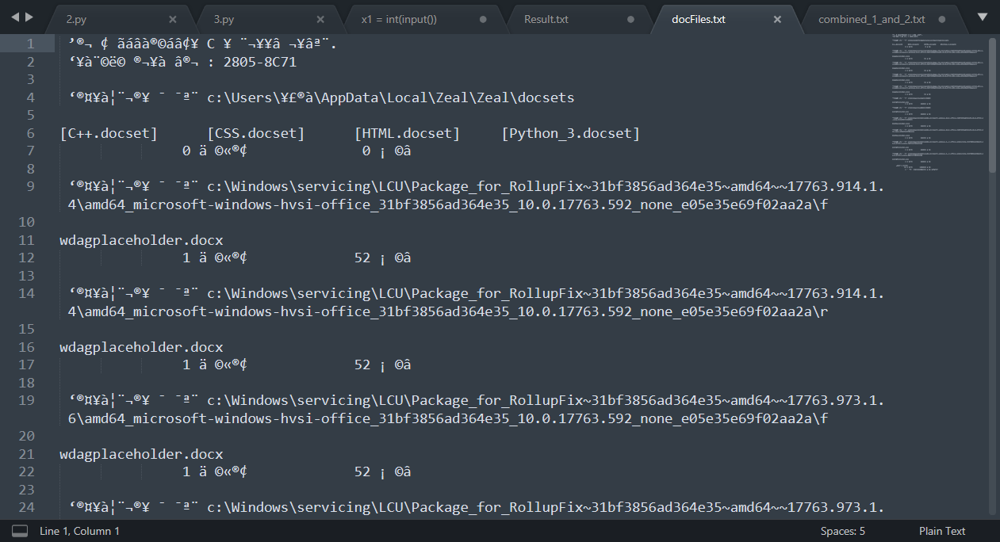 2.py
3.py
x1 = int(input())
Result.txt
docFiles.txt
combined_1_and_2.txt
1 ’®¬ ¢ ãáâà®©á⢥ C ¥ ¨¬¥¥â ¬¥âª¨.
2 ‘¥à¨©ë© ®¬¥à ⮬ : 2805-8C71
3
4 ‘®¤¥à¦¨¬®¥ ¯ ¯ª¨ c:\Users\¥£®à\AppData\Local\Zeal\Zeal\docsets
5
6 [C++.docset] [CSS.docset] [HTML.docset] [Python_3.docset]
7 0 ä ©«®¢ 0 ¡ ©â
8
9 ‘®¤¥à¦¨¬®¥ ¯ ¯ª¨ c:\Windows\servicing\LCU\Package_for_RollupFix~31bf3856ad364e35~amd64~~17763.914.1.
4\amd64_microsoft-windows-hvsi-office_31bf3856ad364e35_10.0.17763.592_none_e05e35e69f02aa2a\f
10
11 wdagplaceholder.docx
12 1 ä ©«®¢ 52 ¡ ©â
13
14 ‘®¤¥à¦¨¬®¥ ¯ ¯ª¨ c:\Windows\servicing\LCU\Package_for_RollupFix~31bf3856ad364e35~amd64~~17763.914.1.
4\amd64_microsoft-windows-hvsi-office_31bf3856ad364e35_10.0.17763.592_none_e05e35e69f02aa2a\r
15
16 wdagplaceholder.docx
17 1 ä ©«®¢ 52 ¡ ©â
18
19 ‘®¤¥à¦¨¬®¥ ¯ ¯ª¨ c:\Windows\servicing\LCU\Package_for_RollupFix~31bf3856ad364e35~amd64~~17763.973.1.
6\amd64_microsoft-windows-hvsi-office_31bf3856ad364e35_10.0.17763.592_none_e05e35e69f02aa2a\f
20
21 wdagplaceholder.docx
22 1 ä ©«®¢ 52 ¡ ©â
23
24 ‘®¤¥à¦¨¬®¥ ¯ ¯ª¨ c:\Windows\servicing\LCU\Package_for_RollupFix~31bf3856ad364e35~amd64~~17763.973.1.
Line 1, Column 1
Spaces: 5
Plain Text